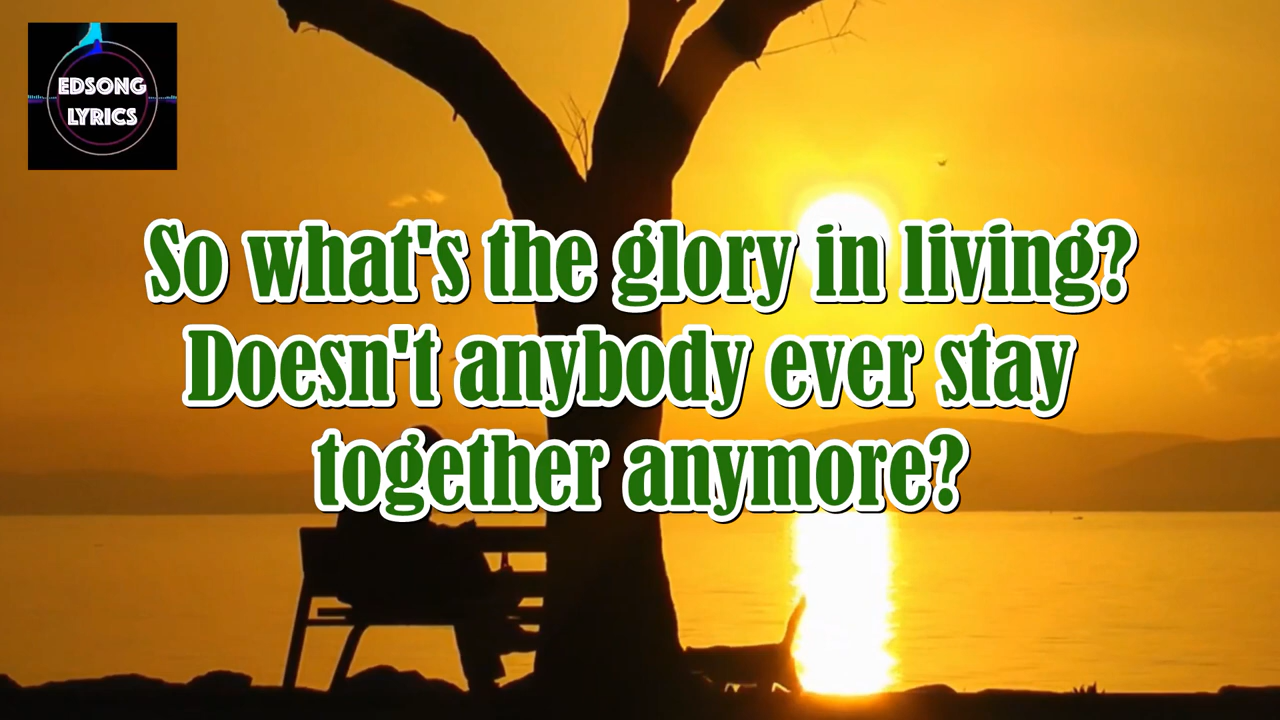 EDSONG
LYRICS
So what's the glory in living?
Doesn't anybody ever stay
together anymore?